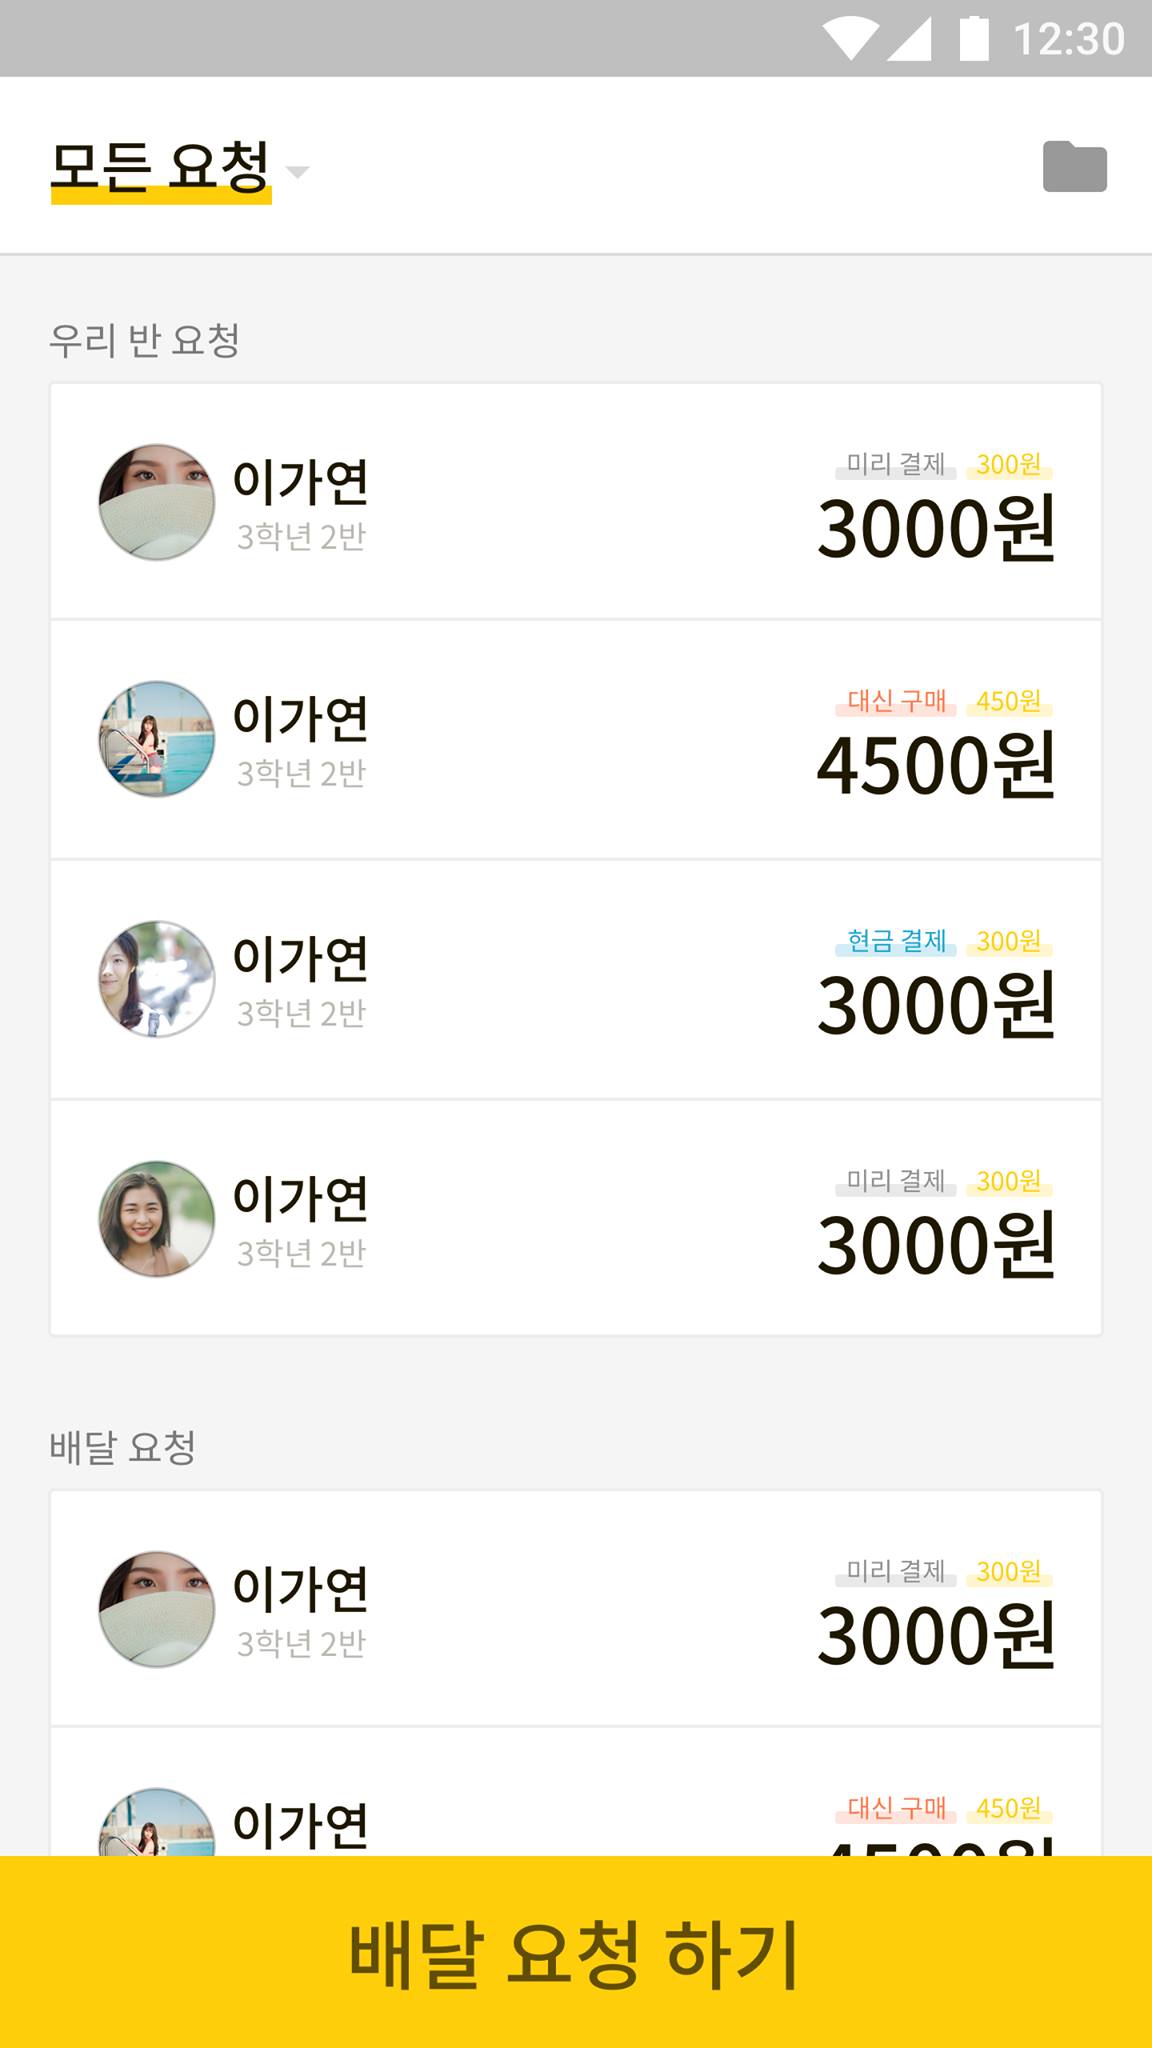 12:30
모든 요청
우리 반 요청
이가연
3학년 2반
미리 결제 300원
3000원
이가연
3학년 2반
대신 구매 450원
4500원
이가연
3학년 2반
현금 결제 300원
3000원
이가연
3학년 2반
미리 결제 300원
3000원
배달 요청
이가연
3학년 2반
미리 결제 300원
3000원
이가연
대신 구매 450원
4500원
배달 요청 하기